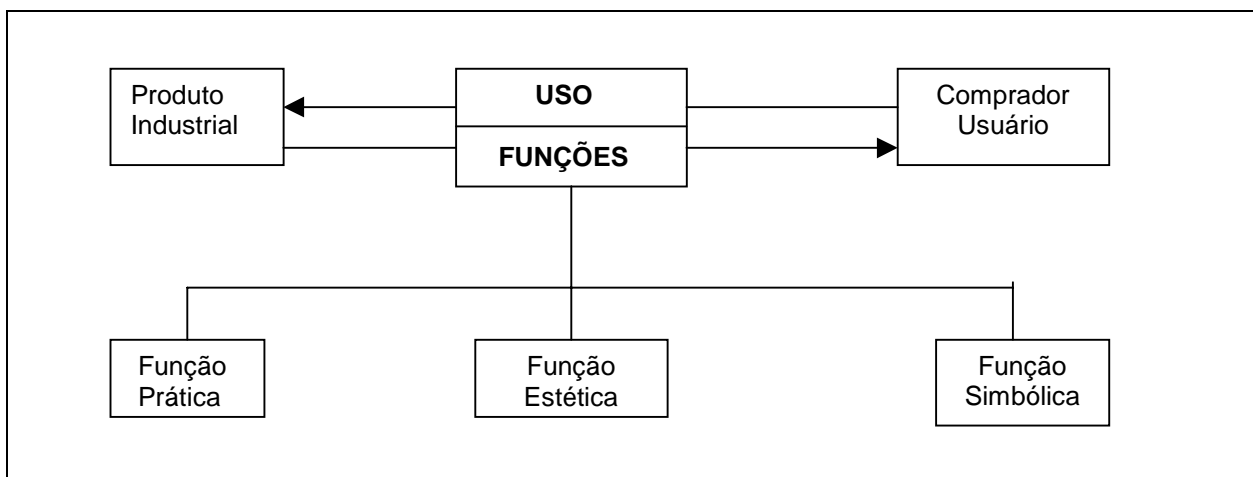 Produto
Industrial
USO
FUNÇÕES
Comprador
Usuário
Função
Prática
Função
Estética
Função
Simbólica